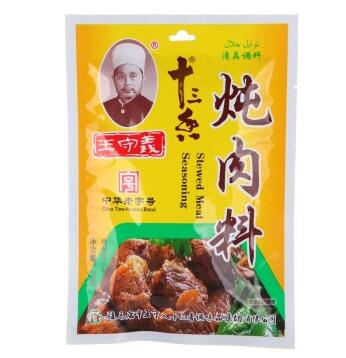 توابل حلال
清真调料
十三香
®
炖肉料
Stewed Meat
Seasoning
®
王守義
中华老字号
China Time-honored Brand